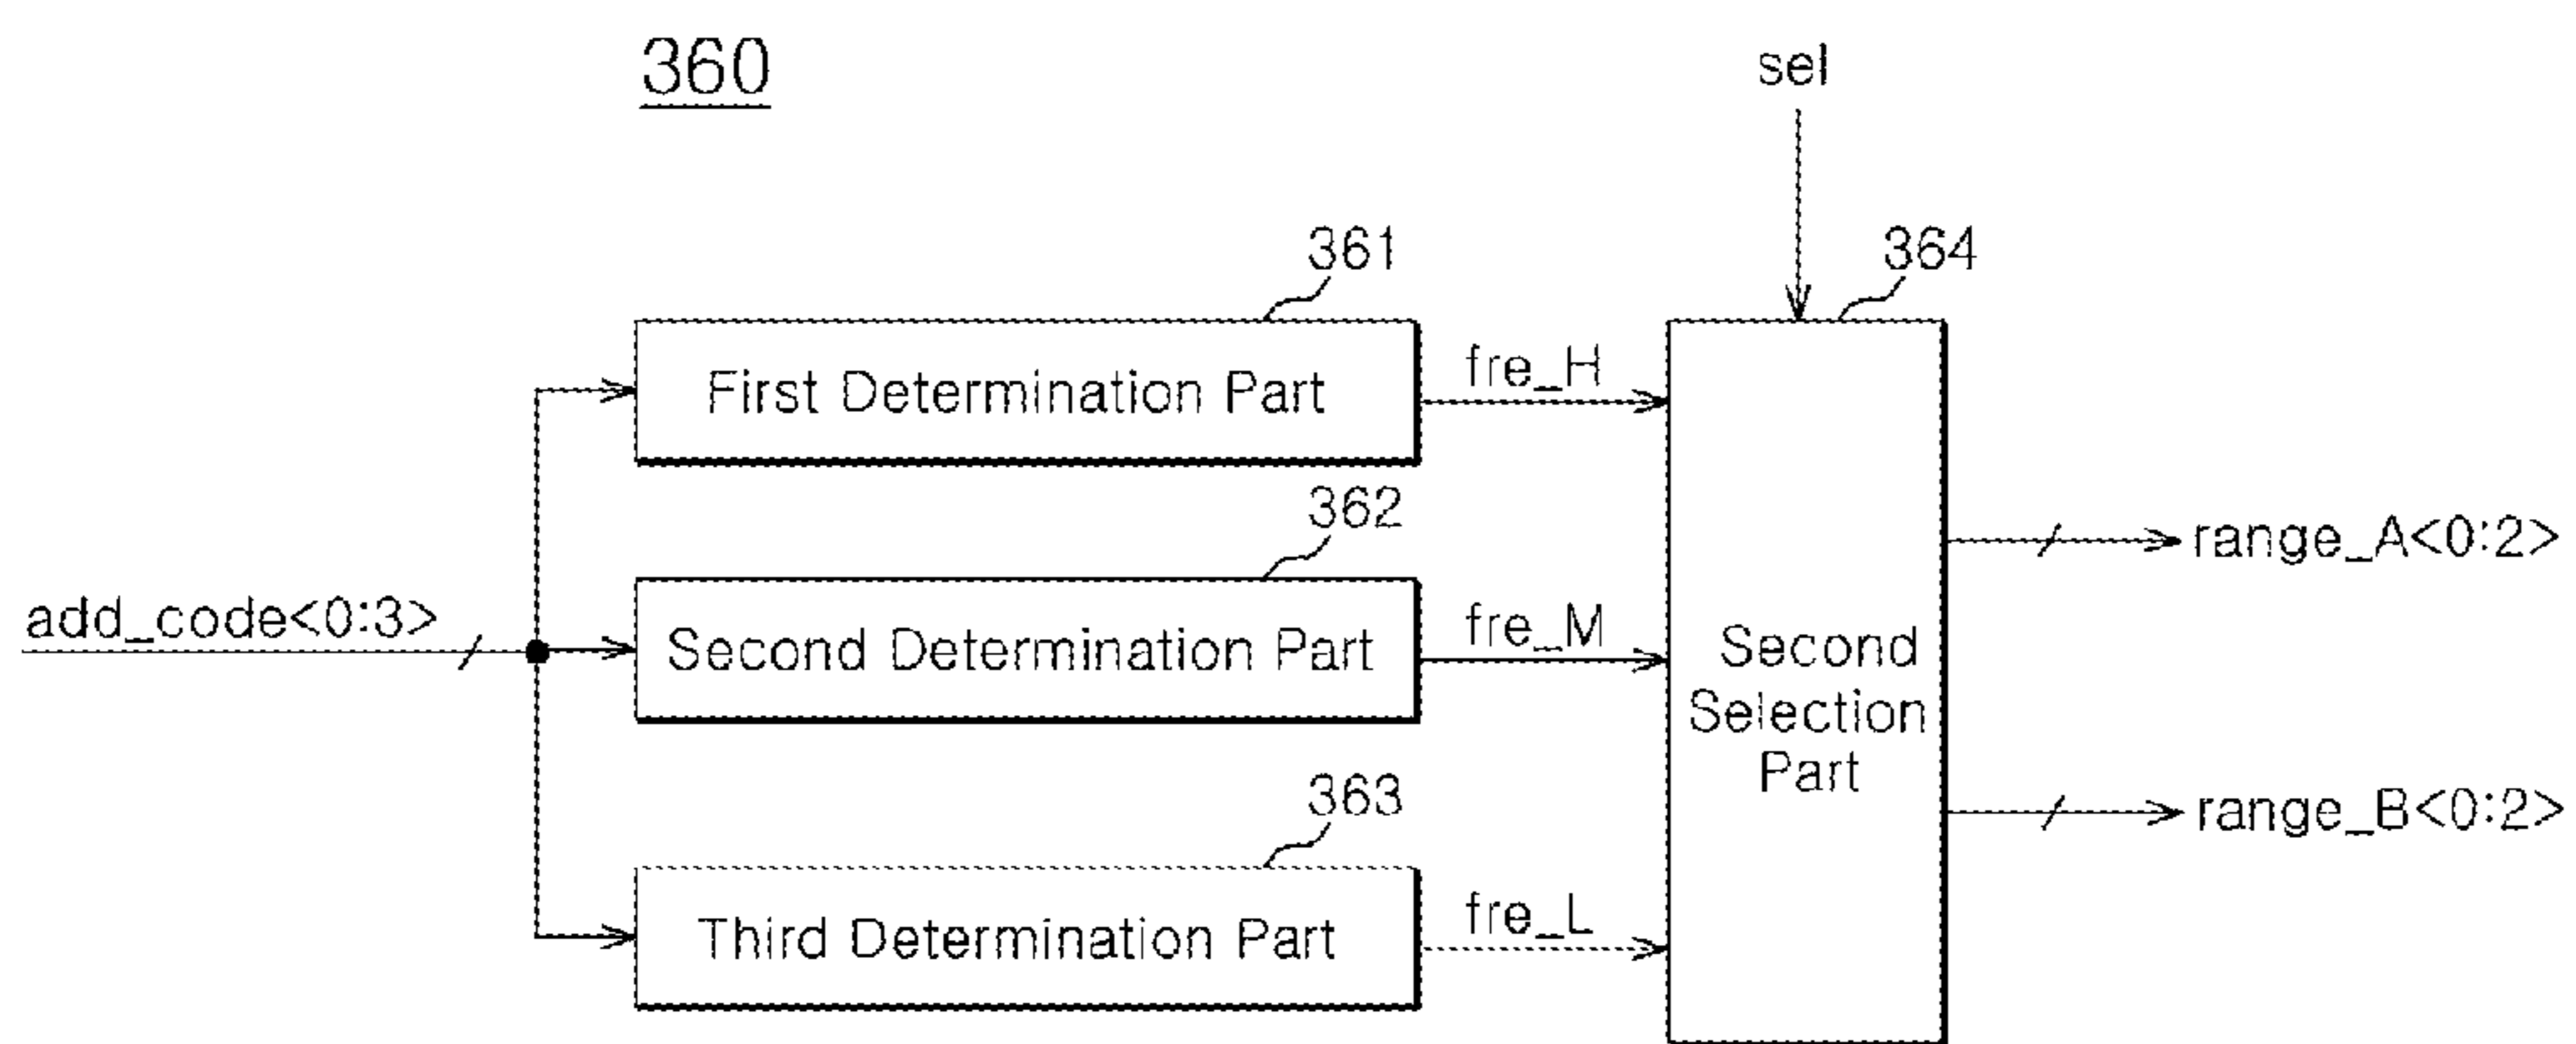 360
sel
361
364
First Determination Part
fre_H
362
add_code<0:3>
Second Determination Part
fre_M
Second
Selection
Part
range_A<0:2>
363
range_B<0:2>
Third Determination Part
fre_L